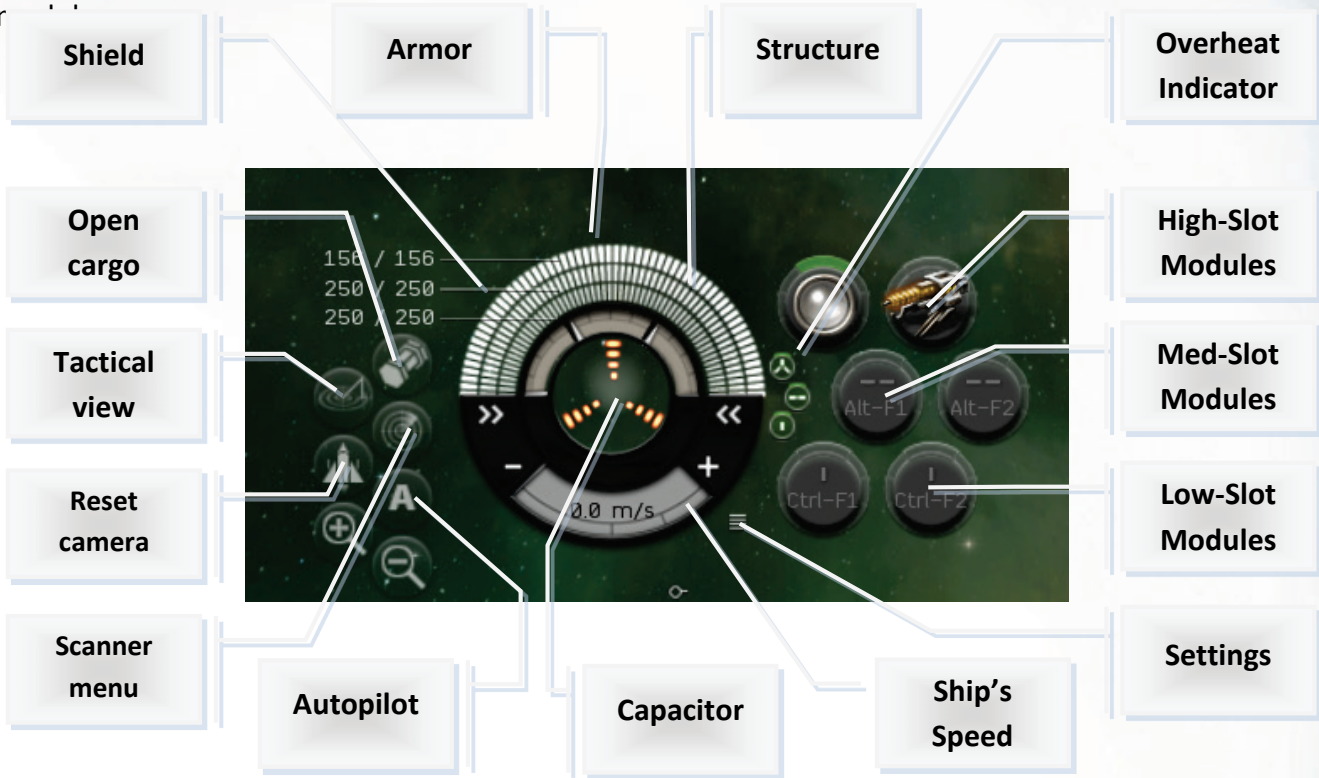 Shield
Armor
Structure
Overheat
Indicator
Open
cargo
High-Slot
Modules
156 / 156
250 / 250
250 / 250
Tactical
view
Med-Slot
Modules
Alt-F1
Alt-F2
Reset
camera
Low-Slot
Modules
Ctrl-F1
Ctrl-F2
A
- +
0.0 m/s
Scanner
menu
Autopilot
Capacitor
Ship's
Speed
Settings